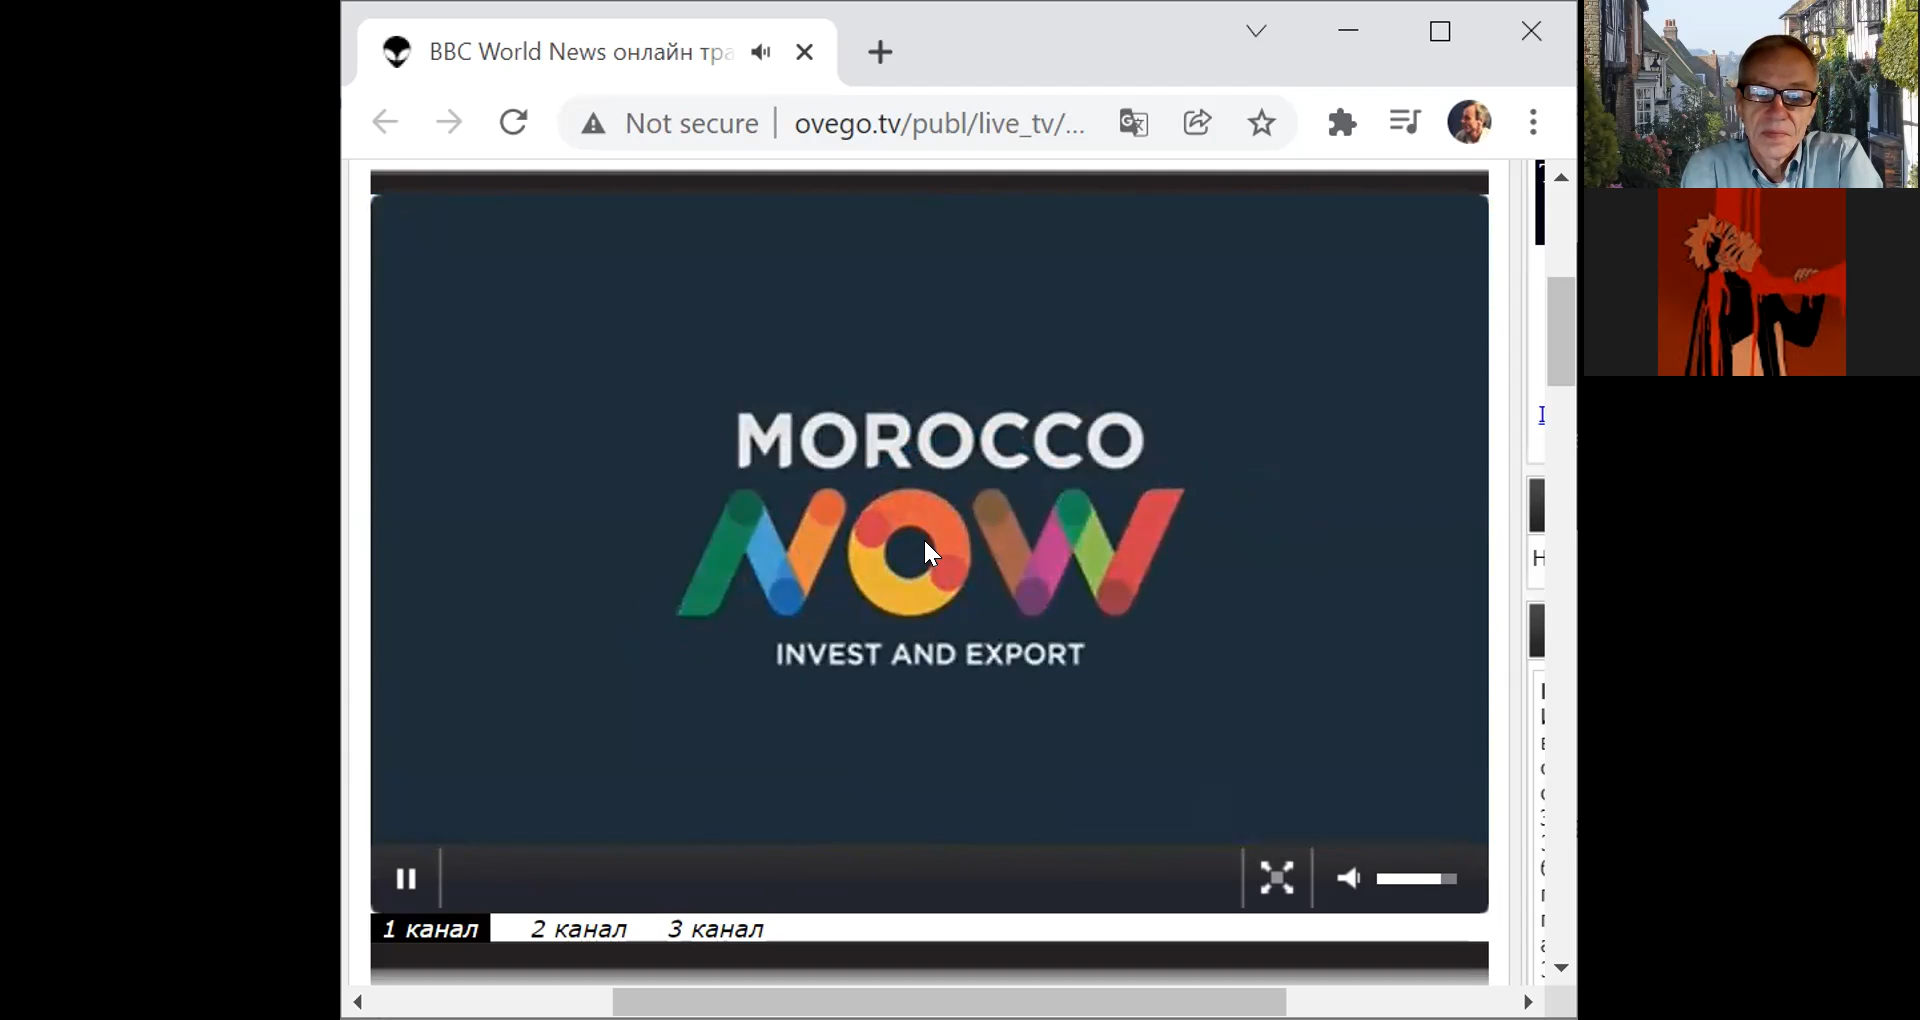 BBC World News онлайн тра
Not secure
ovego.tv/publ/live_tv/...
MOROCCO
NOW
INVEST AND EXPORT
1 канал
2 канал
3 канал